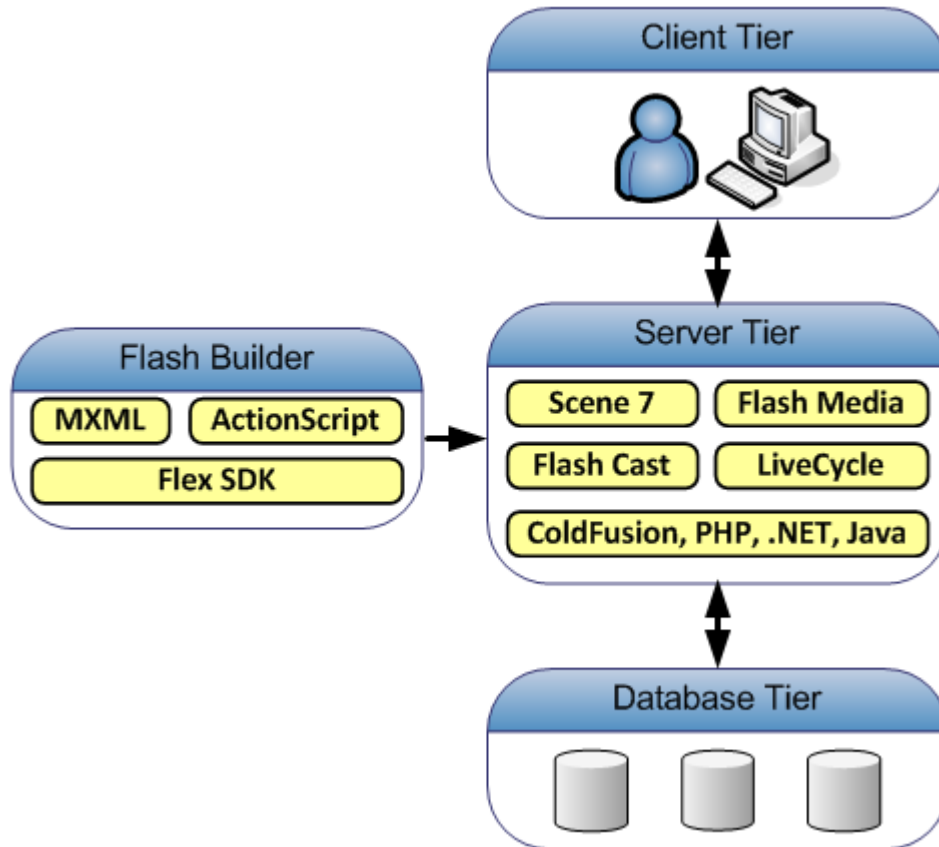 Client Tier
Server Tier
Scene 7
Flash Media
Flash Cast
LiveCycle
ColdFusion, PHP, .NET, Java
Flash Builder
MXML
ActionScript
Flex SDK
Database Tier